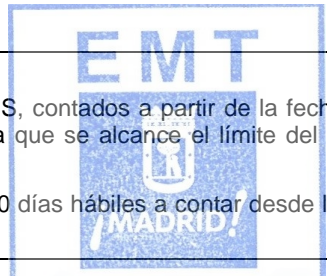 EMT
S, contados a partir de la fech
a que se alcance el límite del
0 días hábiles a contar desde l
¡MADRID!